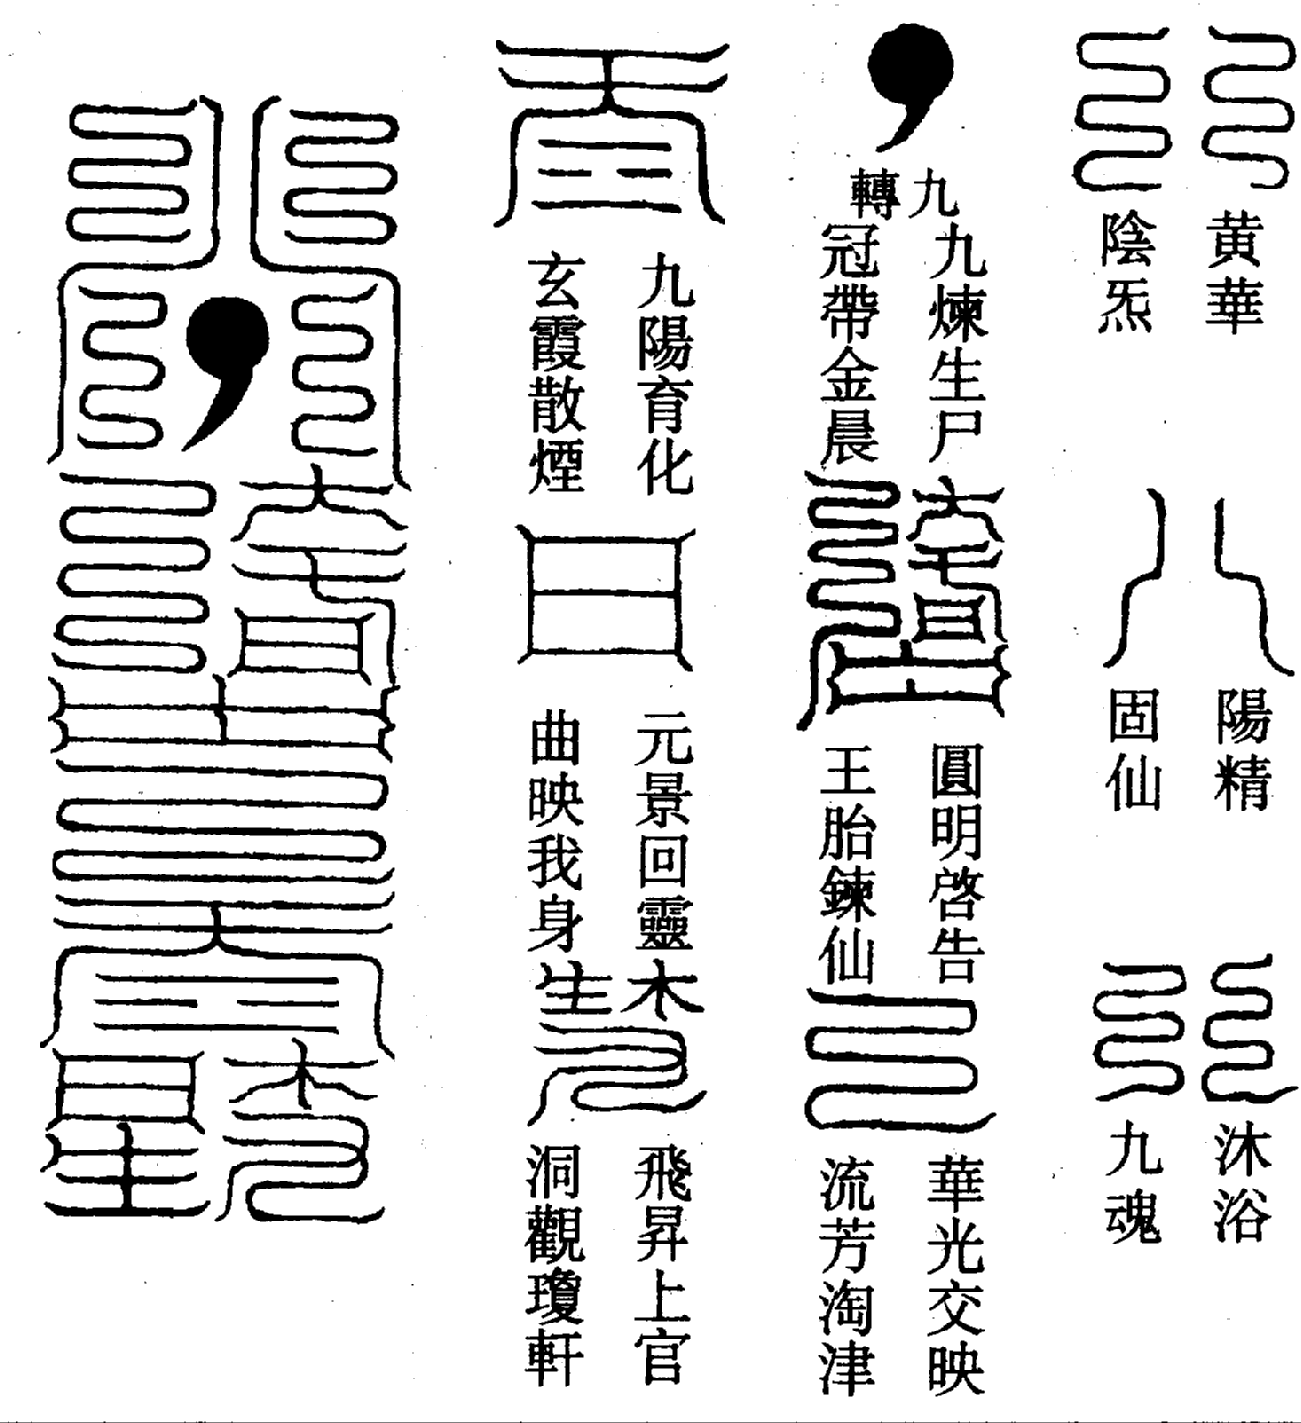 黄華
陰炁
陽精
固仙
沐浴
九魂
九轉
九煉生尸
冠帶金晨
圓明啓告
王胎鍊仙
華光交映
流芳淘津
九陽育化
玄霞散煙
元景回靈
曲映我身
飛昇上官
洞觀瓊軒